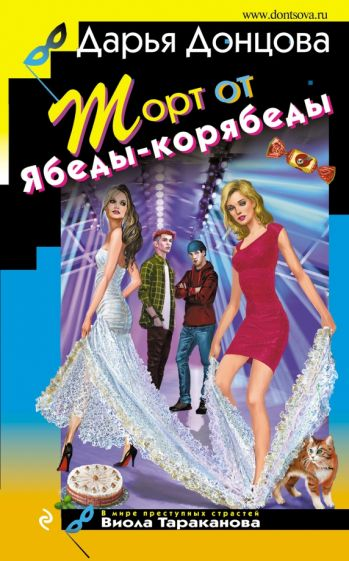 www.dontsova.ru
Дарья Донцова
Торт от
Ябеды-корябеды
В мире преступных страстей
Виола Тараканова